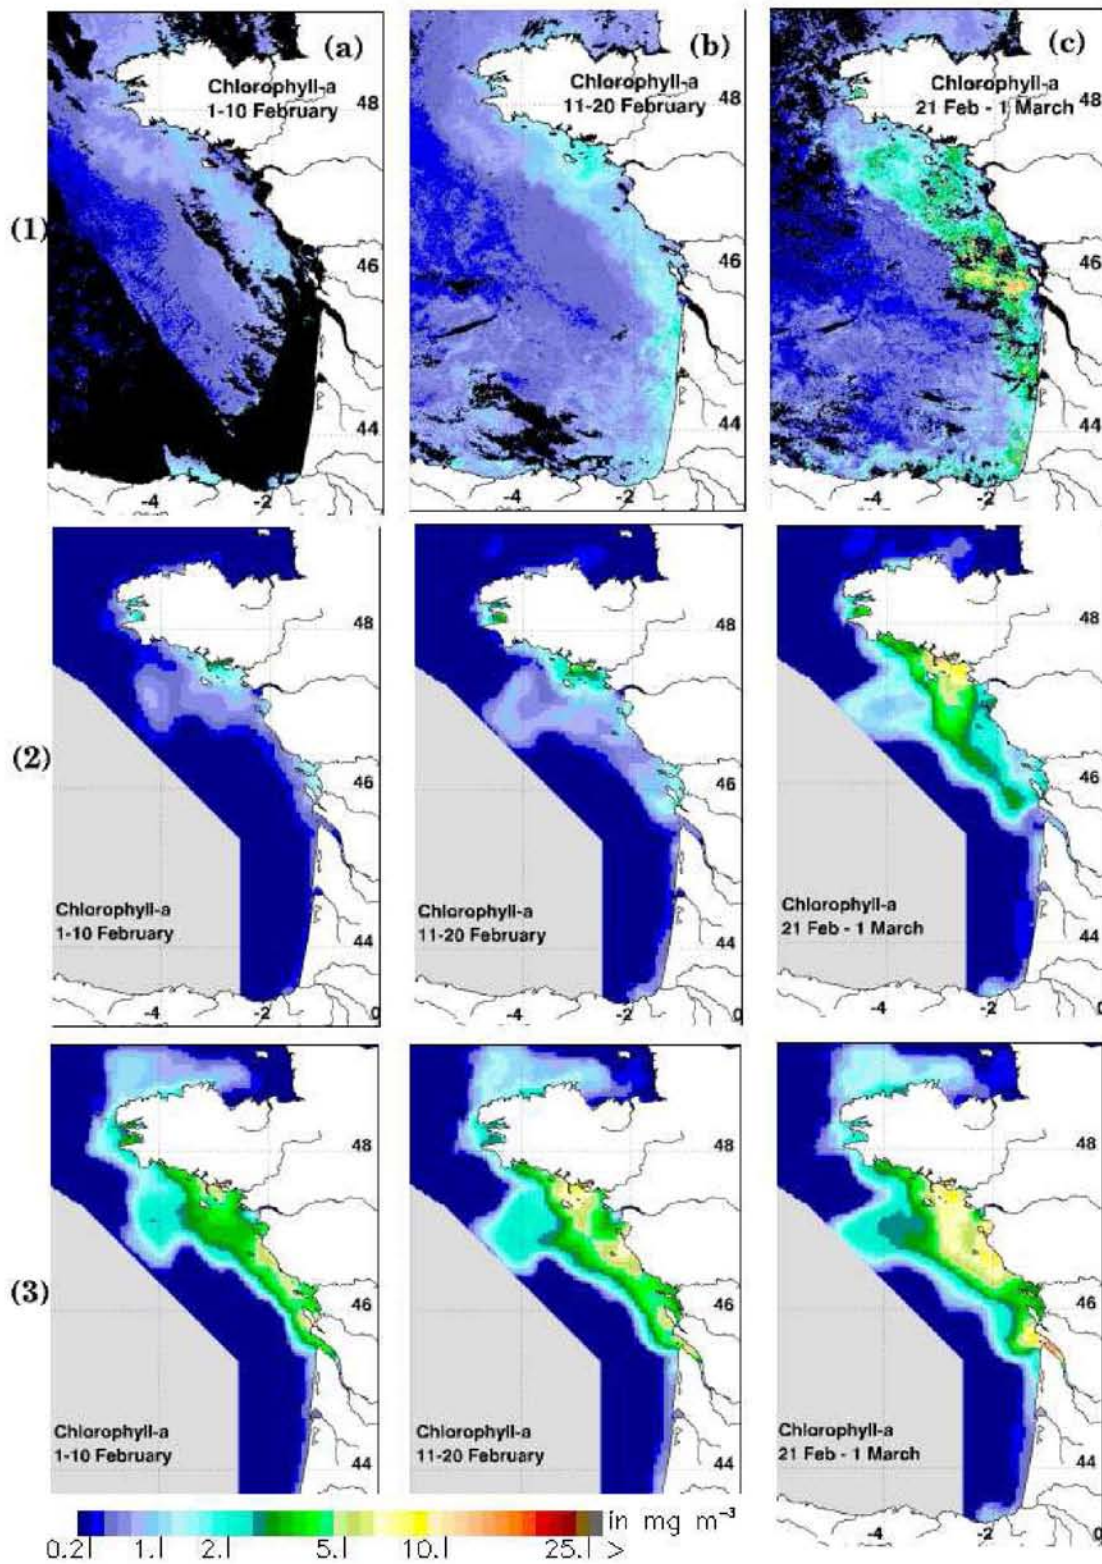 (a) (b) (c)
Chlorophyll-a
1-10 February
Chlorophyll-a
11-20 February
Chlorophyll-a
21 Feb - 1 March
48 48 48
(1)
46 46 46
44 44 44
-4 -2 -4 -2 -4 -2
48 48 48
(2)
46 46 46
Chlorophyll-a
1-10 February
Chlorophyll-a
11-20 February
Chlorophyll-a
21 Feb - 1 March
44 44 44
-4 -2 0 -4 -2 0 -4 -2 0
48 48 48
(3)
46 46 46
Chlorophyll-a
1-10 February
Chlorophyll-a
11-20 February
Chlorophyll-a
21 Feb - 1 March
44 44 44
-4 -2 0
in mg m⁻³
0.2 1. 2. 5. 10. 25. >